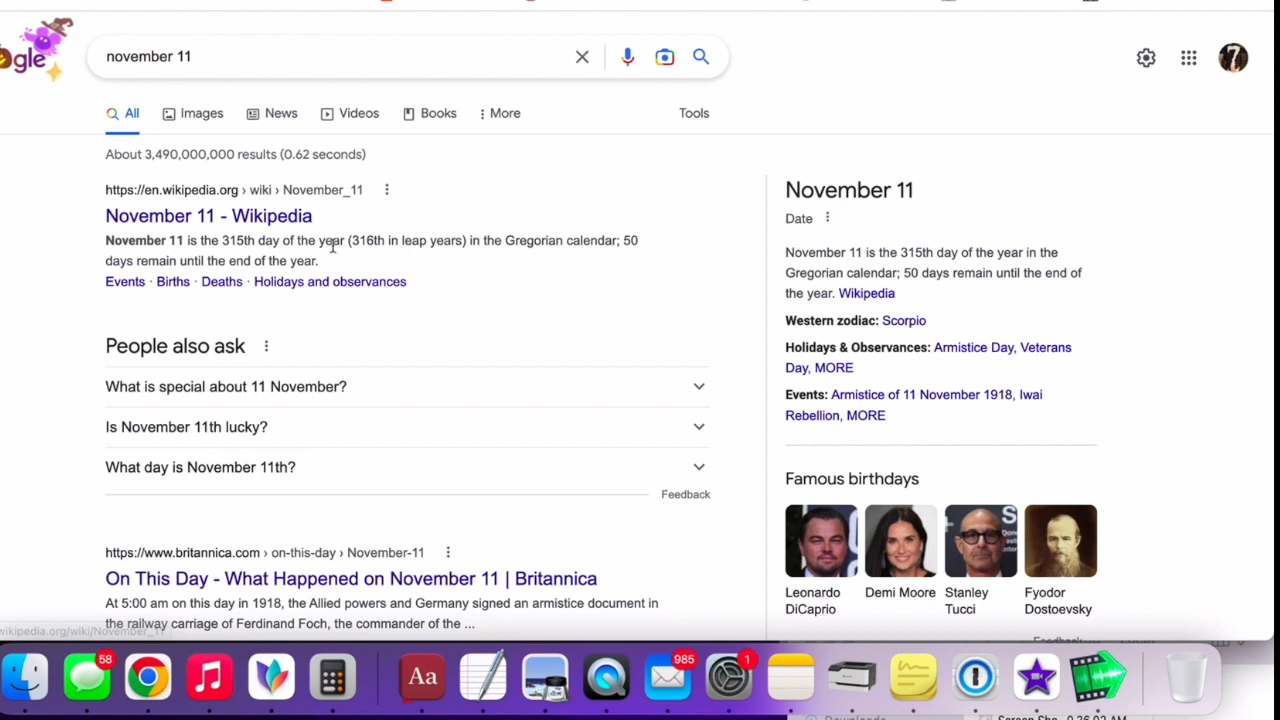 gle
november 11
7
All
Images
News
Videos
Books
More
Tools
About 3,490,000,000 results (0.62 seconds)
https://en.wikipedia.org › wiki › November_11
November 11 - Wikipedia
November 11 is the 315th day of the year (316th in leap years) in the Gregorian calendar; 50
days remain until the end of the year.
Events · Births · Deaths · Holidays and observances
People also ask
What is special about 11 November?
Is November 11th lucky?
What day is November 11th?
Feedback
https://www.britannica.com › on-this-day › November-11
On This Day - What Happened on November 11 | Britannica
At 5:00 am on this day in 1918, the Allied powers and Germany signed an armistice document in
the railway carriage of Ferdinand Foch, the commander of the ...
November 11
Date
November 11 is the 315th day of the year in the
Gregorian calendar; 50 days remain until the end of
the year. Wikipedia
Western zodiac: Scorpio
Holidays & Observances: Armistice Day, Veterans
Day, MORE
Events: Armistice of 11 November 1918, Iwai
Rebellion, MORE
Famous birthdays
Leonardo
DiCaprio
Demi Moore
Stanley
Tucci
Fyodor
Dostoevsky
Feedback
wikipedia.org/wiki/November_11
58
Aa
985
1
Downloads